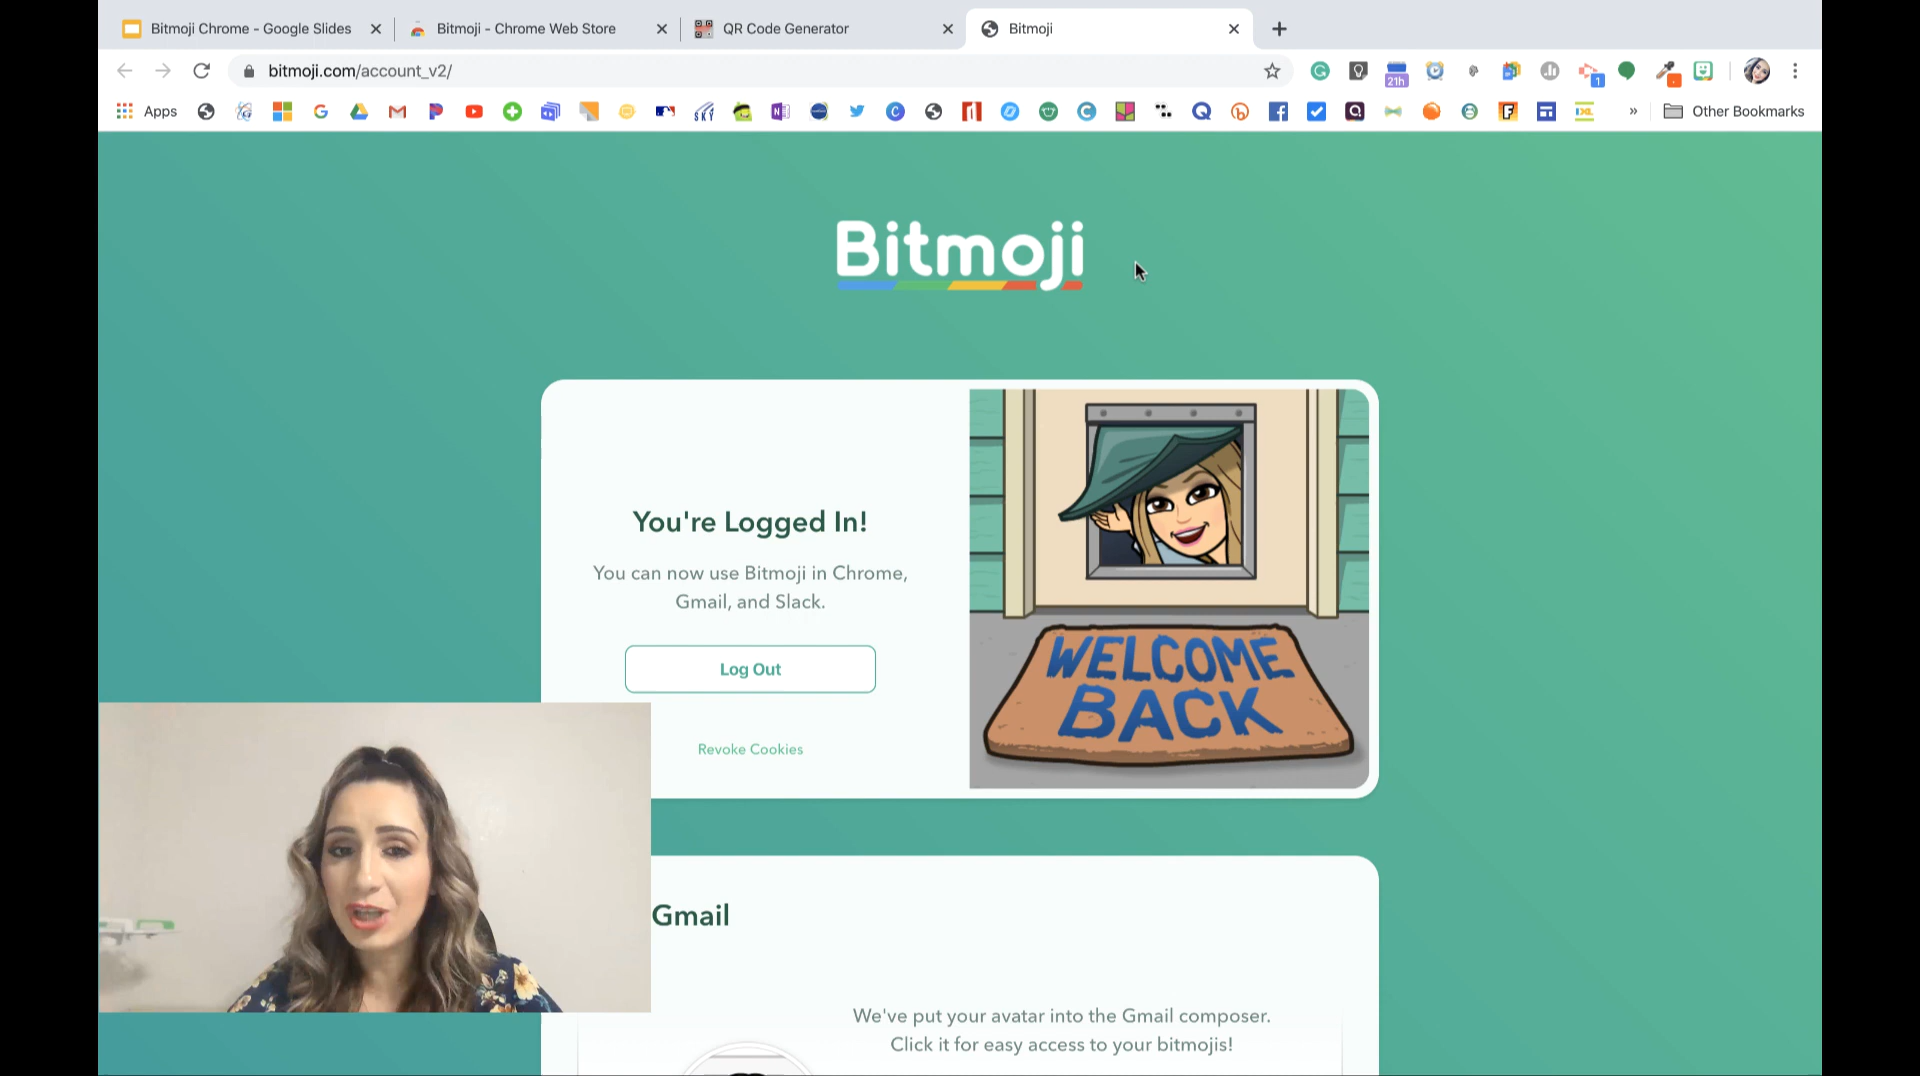 Bitmoji Chrome - Google Slides
Bitmoji - Chrome Web Store
QR Code Generator
Bitmoji
bitmoji.com/account_v2/
21h
1
Apps
Other Bookmarks
Bitmoji
You're Logged In!
You can now use Bitmoji in Chrome,
Gmail, and Slack.
Log Out
Revoke Cookies
WELCOME
BACK
Gmail
We've put your avatar into the Gmail composer.
Click it for easy access to your bitmojis!